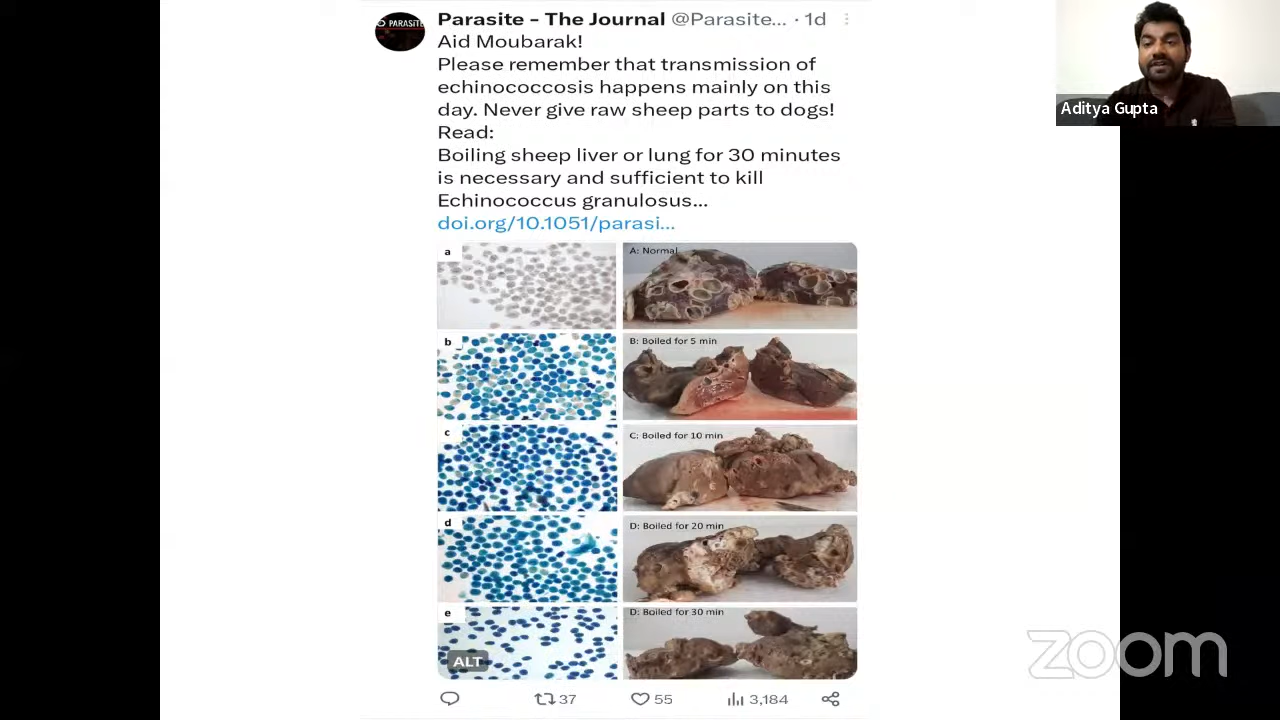 Parasite - The Journal @Parasite... · 1d
PARASITE
Aid Moubarak!
Please remember that transmission of
echinococcosis happens mainly on this
day. Never give raw sheep parts to dogs!
Read:
Boiling sheep liver or lung for 30 minutes
is necessary and sufficient to kill
Echinococcus granulosus...
doi.org/10.1051/parasi...
a
A: Normal
b
B: Boiled for 5 min
c
C: Boiled for 10 min
d
D: Boiled for 20 min
e
D: Boiled for 30 min
ALT
37
55
3,184
Aditya Gupta
zoom